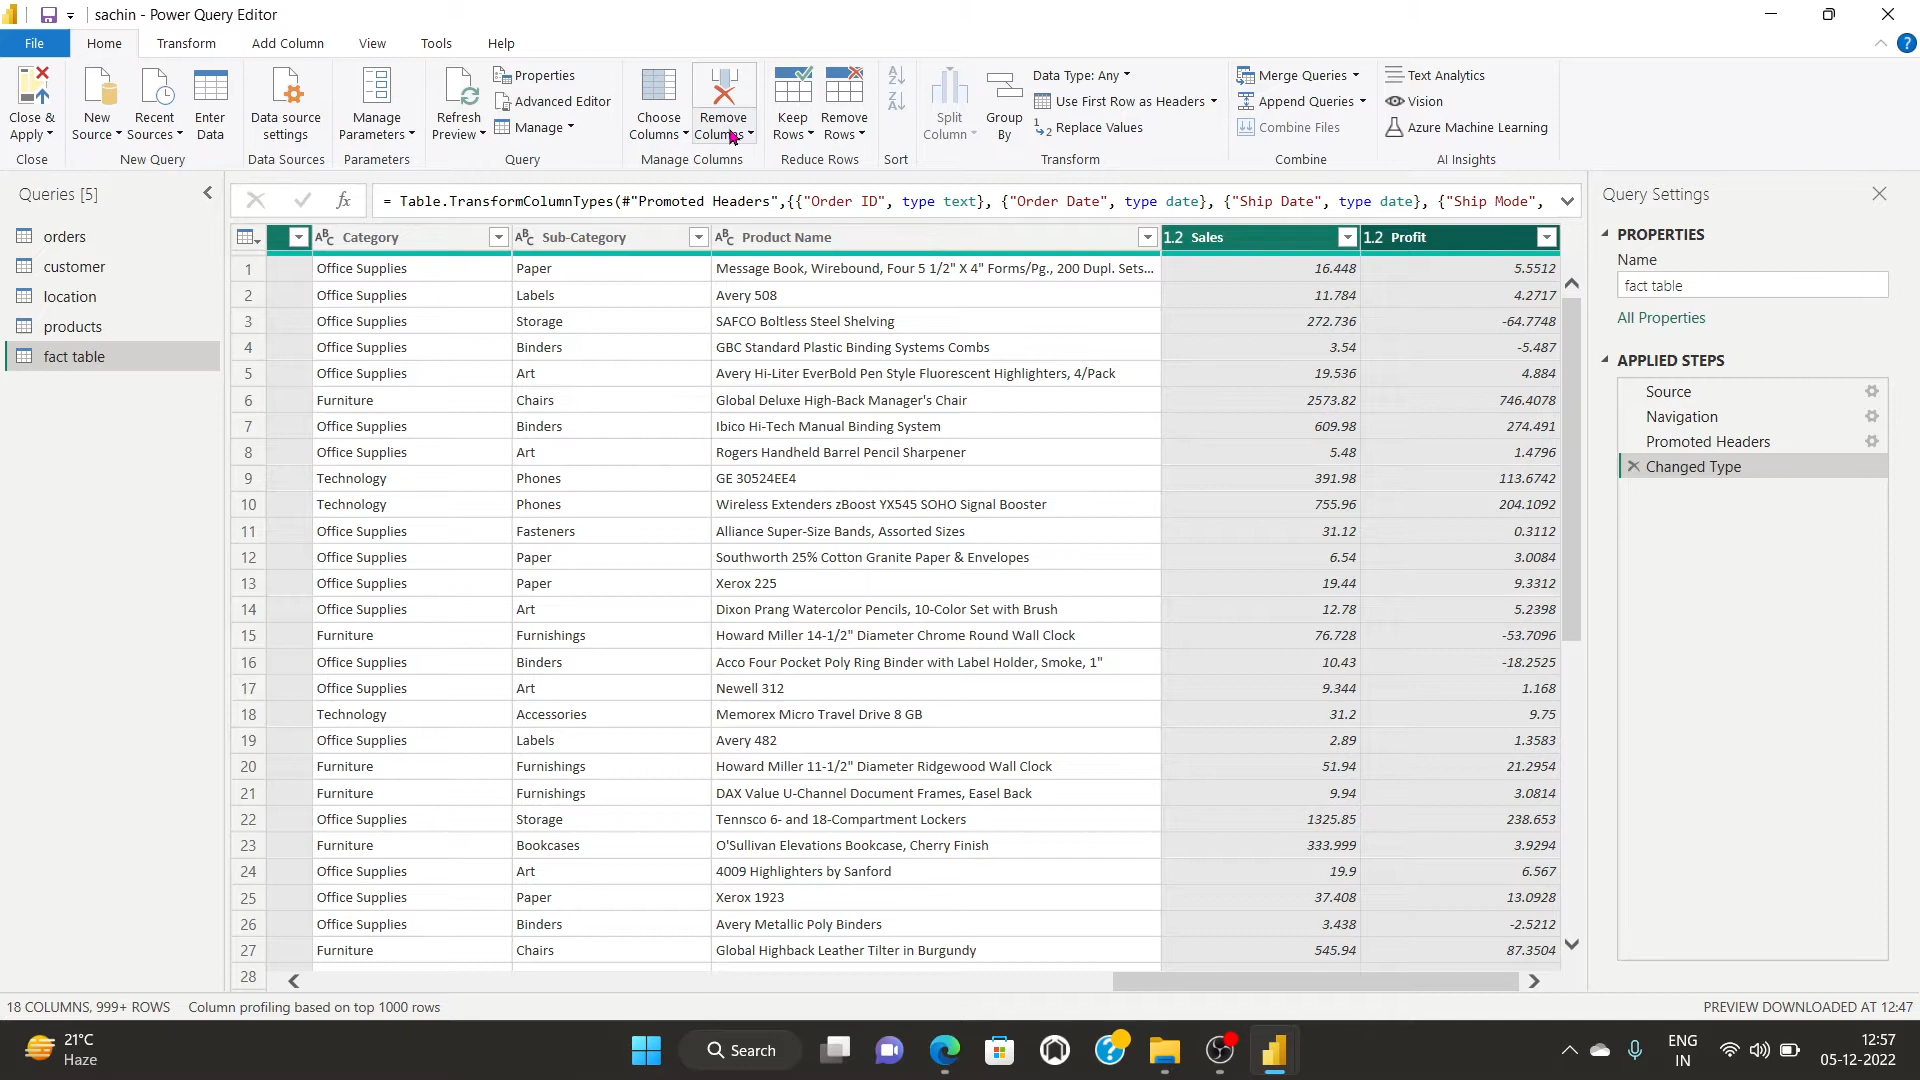 sachin - Power Query Editor
File
Home
Transform
Add Column
View
Tools
Help
Close & Apply
New Source
Recent Sources
Enter Data
Data source settings
Manage Parameters
Refresh Preview
Properties
Advanced Editor
Manage
Choose Columns
Remove Columns
Keep Rows
Remove Rows
Split Column
Group By
Data Type: Any
Use First Row as Headers
Replace Values
Merge Queries
Append Queries
Combine Files
Text Analytics
Vision
Azure Machine Learning
Close
New Query
Data Sources
Parameters
Query
Manage Columns
Reduce Rows
Sort
Transform
Combine
AI Insights
Queries [5]
orders
customer
location
products
fact table
fx
= Table.TransformColumnTypes(#"Promoted Headers",{{"Order ID", type text}, {"Order Date", type date}, {"Ship Date", type date}, {"Ship Mode",
ABC Category ABC Sub-Category ABC Product Name 1.2 Sales 1.2 Profit
1 Office Supplies Paper Message Book, Wirebound, Four 5 1/2" X 4" Forms/Pg., 200 Dupl. Sets... 16.448 5.5512
2 Office Supplies Labels Avery 508 11.784 4.2717
3 Office Supplies Storage SAFCO Boltless Steel Shelving 272.736 -64.7748
4 Office Supplies Binders GBC Standard Plastic Binding Systems Combs 3.54 -5.487
5 Office Supplies Art Avery Hi-Liter EverBold Pen Style Fluorescent Highlighters, 4/Pack 19.536 4.884
6 Furniture Chairs Global Deluxe High-Back Manager's Chair 2573.82 746.4078
7 Office Supplies Binders Ibico Hi-Tech Manual Binding System 609.98 274.491
8 Office Supplies Art Rogers Handheld Barrel Pencil Sharpener 5.48 1.4796
9 Technology Phones GE 30524EE4 391.98 113.6742
10 Technology Phones Wireless Extenders zBoost YX545 SOHO Signal Booster 755.96 204.1092
11 Office Supplies Fasteners Alliance Super-Size Bands, Assorted Sizes 31.12 0.3112
12 Office Supplies Paper Southworth 25% Cotton Granite Paper & Envelopes 6.54 3.0084
13 Office Supplies Paper Xerox 225 19.44 9.3312
14 Office Supplies Art Dixon Prang Watercolor Pencils, 10-Color Set with Brush 12.78 5.2398
15 Furniture Furnishings Howard Miller 14-1/2" Diameter Chrome Round Wall Clock 76.728 -53.7096
16 Office Supplies Binders Acco Four Pocket Poly Ring Binder with Label Holder, Smoke, 1" 10.43 -18.2525
17 Office Supplies Art Newell 312 9.344 1.168
18 Technology Accessories Memorex Micro Travel Drive 8 GB 31.2 9.75
19 Office Supplies Labels Avery 482 2.89 1.3583
20 Furniture Furnishings Howard Miller 11-1/2" Diameter Ridgewood Wall Clock 51.94 21.2954
21 Furniture Furnishings DAX Value U-Channel Document Frames, Easel Back 9.94 3.0814
22 Office Supplies Storage Tennsco 6- and 18-Compartment Lockers 1325.85 238.653
23 Furniture Bookcases O'Sullivan Elevations Bookcase, Cherry Finish 333.999 3.9294
24 Office Supplies Art 4009 Highlighters by Sanford 19.9 6.567
25 Office Supplies Paper Xerox 1923 37.408 13.0928
26 Office Supplies Binders Avery Metallic Poly Binders 3.438 -2.5212
27 Furniture Chairs Global Highback Leather Tilter in Burgundy 545.94 87.3504
28
Query Settings
PROPERTIES
Name
fact table
All Properties
APPLIED STEPS
Source
Navigation
Promoted Headers
Changed Type
18 COLUMNS, 999+ ROWS Column profiling based on top 1000 rows
PREVIEW DOWNLOADED AT 12:47
21°C
Haze
Search
ENG
IN
12:57
05-12-2022